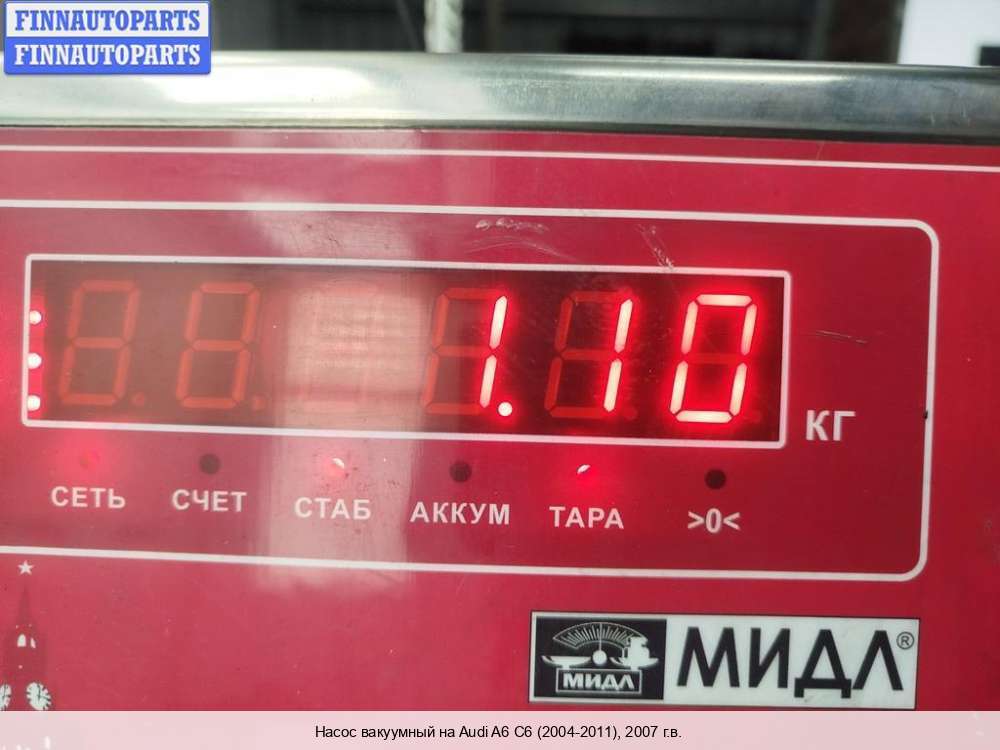 FINNAUTOPARTS
FINNAUTOPARTS
1.10
КГ
СЕТЬ СЧЕТ СТАБ АККУМ ТАРА >0<
МИДЛ МИДЛ®
Насос вакуумный на Audi A6 C6 (2004-2011), 2007 г.в.